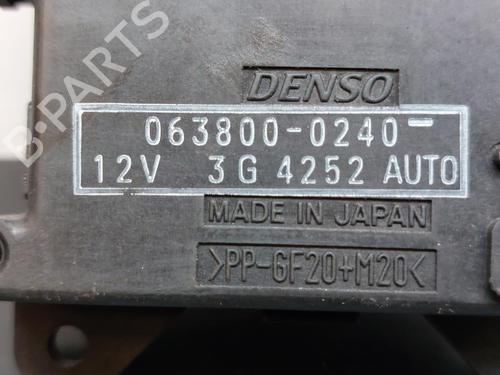 B-PARTS
DENSO
063800-0240-
12V 3G 4252 AUTO
MADE IN JAPAN
>PP-GF20+M20<